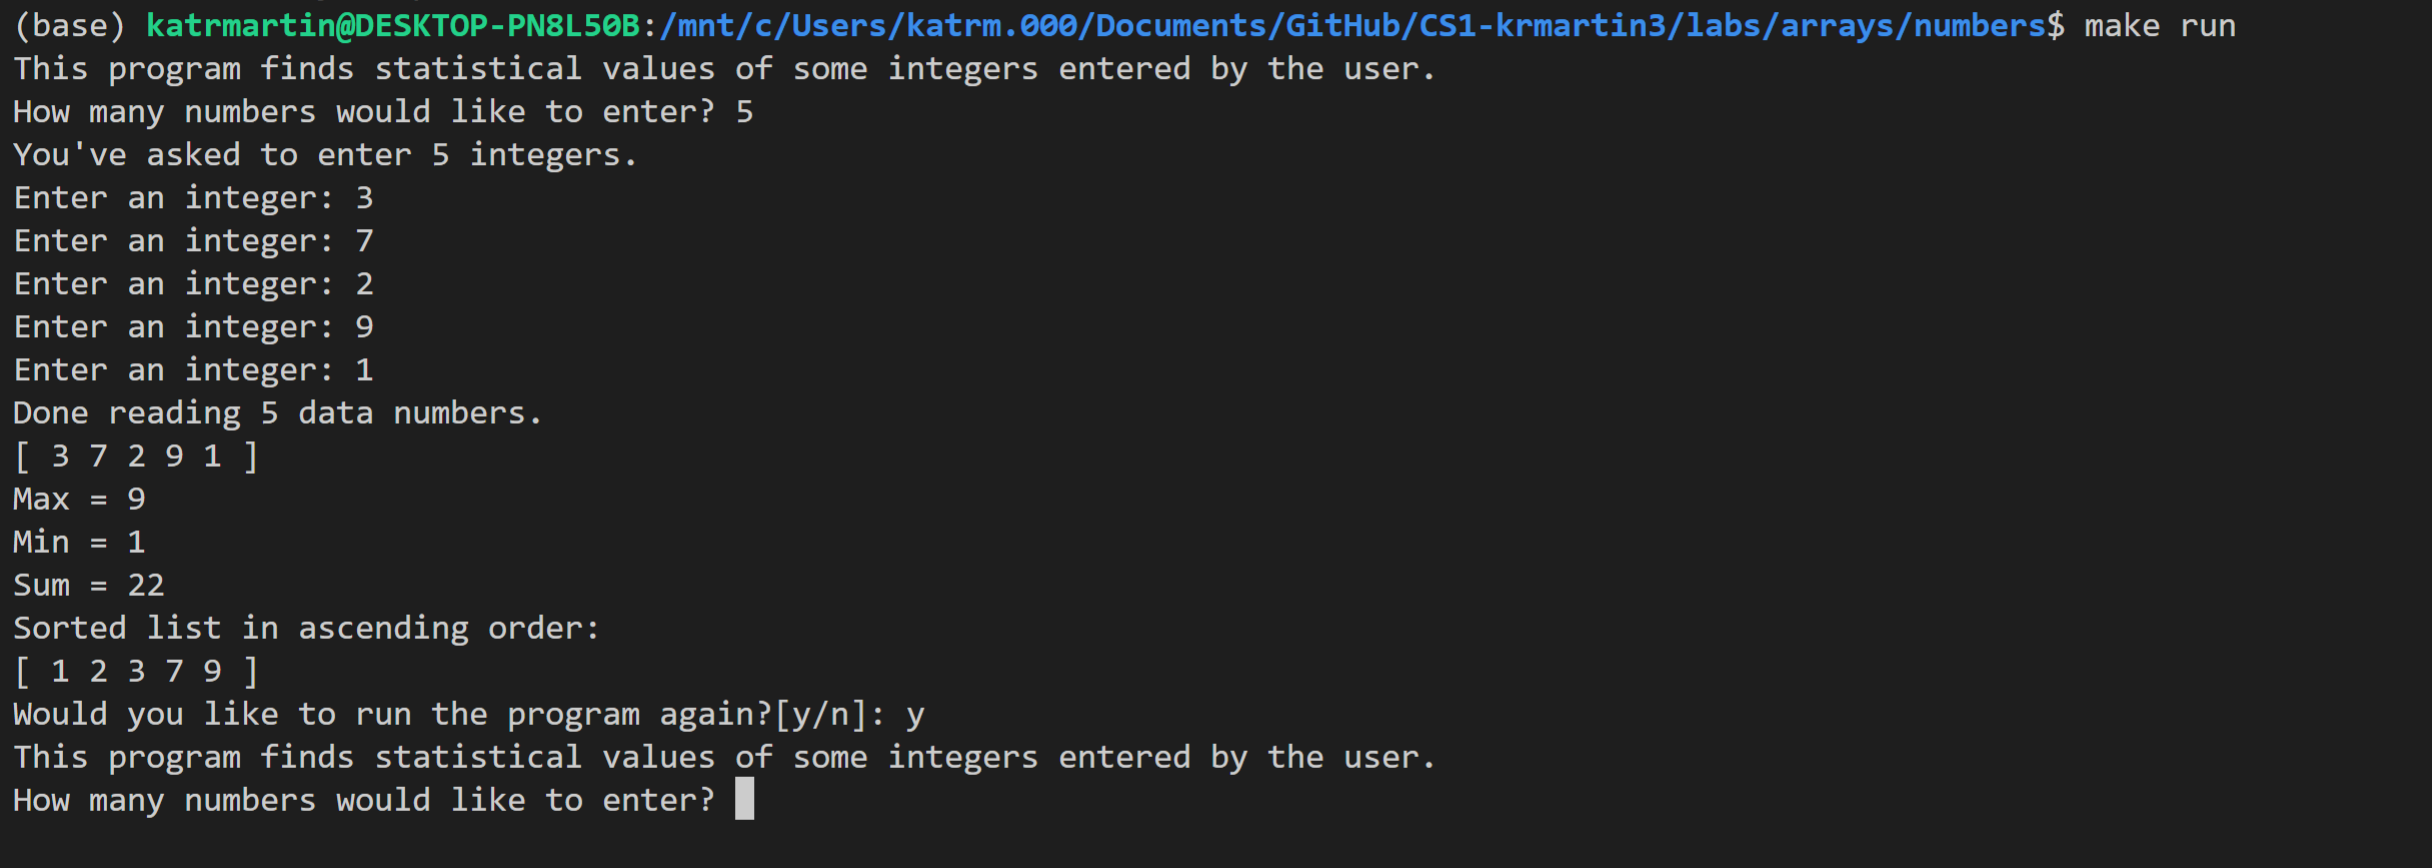 (base) katrmartin@DESKTOP-PN8L50B:/mnt/c/Users/katrm.000/Documents/GitHub/CS1-krmartin3/labs/arrays/numbers$ make run
This program finds statistical values of some integers entered by the user.
How many numbers would like to enter? 5
You've asked to enter 5 integers.
Enter an integer: 3
Enter an integer: 7
Enter an integer: 2
Enter an integer: 9
Enter an integer: 1
Done reading 5 data numbers.
[ 3 7 2 9 1 ]
Max = 9
Min = 1
Sum = 22
Sorted list in ascending order:
[ 1 2 3 7 9 ]
Would you like to run the program again?[y/n]: y
This program finds statistical values of some integers entered by the user.
How many numbers would like to enter?